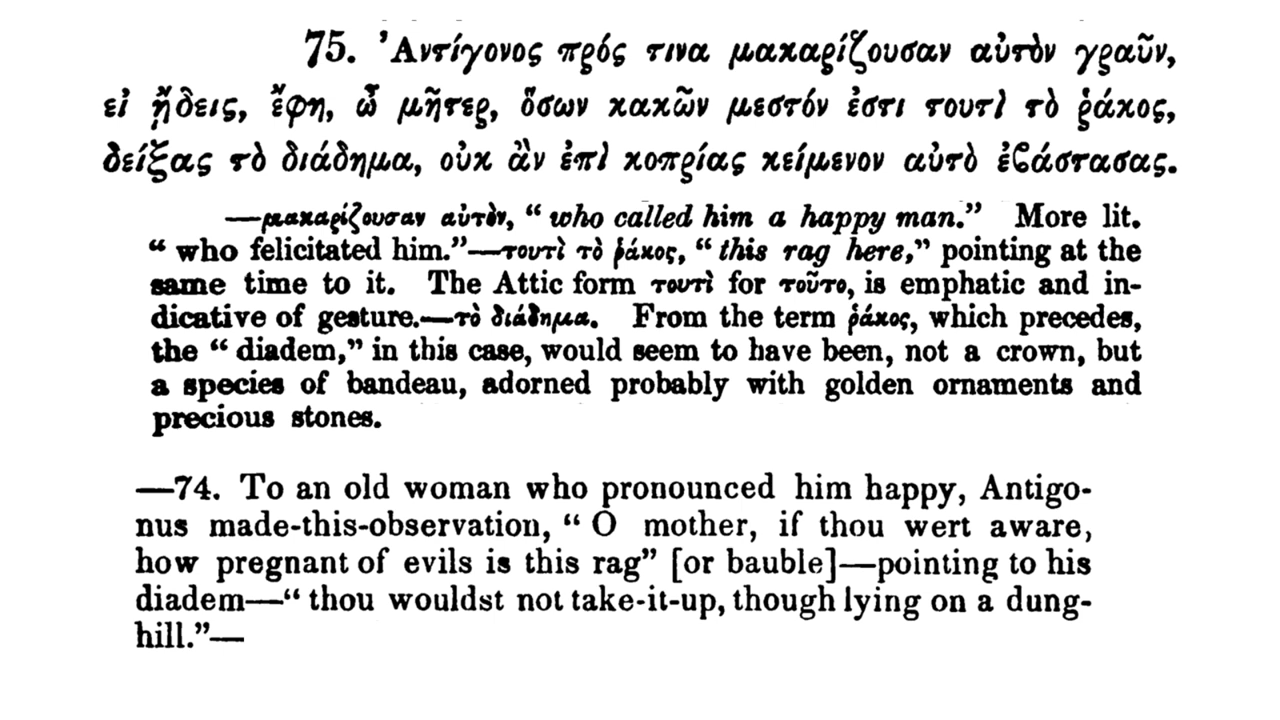 75. Ἀντίγονος πρός τινα μακαρίζουσαν αὐτὸν γραῦν,
εἰ ᾔδεις, ἔφη, ὦ μῆτερ, ὅσων κακῶν μεστόν ἐστι τουτὶ τὸ ῥάκος,
δείξας τὸ διάδημα, οὐκ ἂν ἐπὶ κοπρίας κείμενον αὐτὸ ἐϐάστασας.
—μακαρίζουσαν αὐτὸν, “who called him a happy man.” More lit.
“who felicitated him.”—τουτὶ τὸ ῥάκος, “this rag here,” pointing at the
same time to it. The Attic form τουτὶ for τοῦτο, is emphatic and in-
dicative of gesture.—τὸ διάδημα. From the term ῥάκος, which precedes,
the “diadem,” in this case, would seem to have been, not a crown, but
a species of bandeau, adorned probably with golden ornaments and
precious stones.
—74. To an old woman who pronounced him happy, Antigo-
nus made-this-observation, “O mother, if thou wert aware,
how pregnant of evils is this rag” [or bauble]—pointing to his
diadem—“thou wouldst not take-it-up, though lying on a dung-
hill.”—